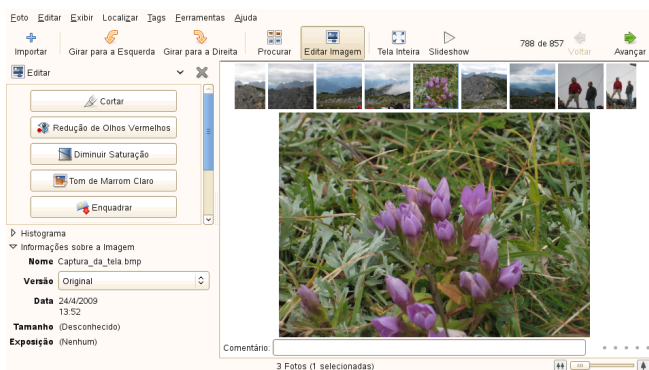 Foto Editar Exibir Localizar Tags Ferramentas Ajuda
Importar Girar para a Esquerda Girar para a Direita Procurar Editar Imagem Tela Inteira Slideshow 788 de 857 Voltar Avançar
Editar
Cortar
Redução de Olhos Vermelhos
Diminuir Saturação
Tom de Marrom Claro
Enquadrar
Histograma
Informações sobre a Imagem
Nome Captura_da_tela.bmp
Versão Original
Data 24/4/2009
13:52
Tamanho (Desconhecido)
Exposição (Nenhum)
Comentário:
3 Fotos (1 selecionadas)